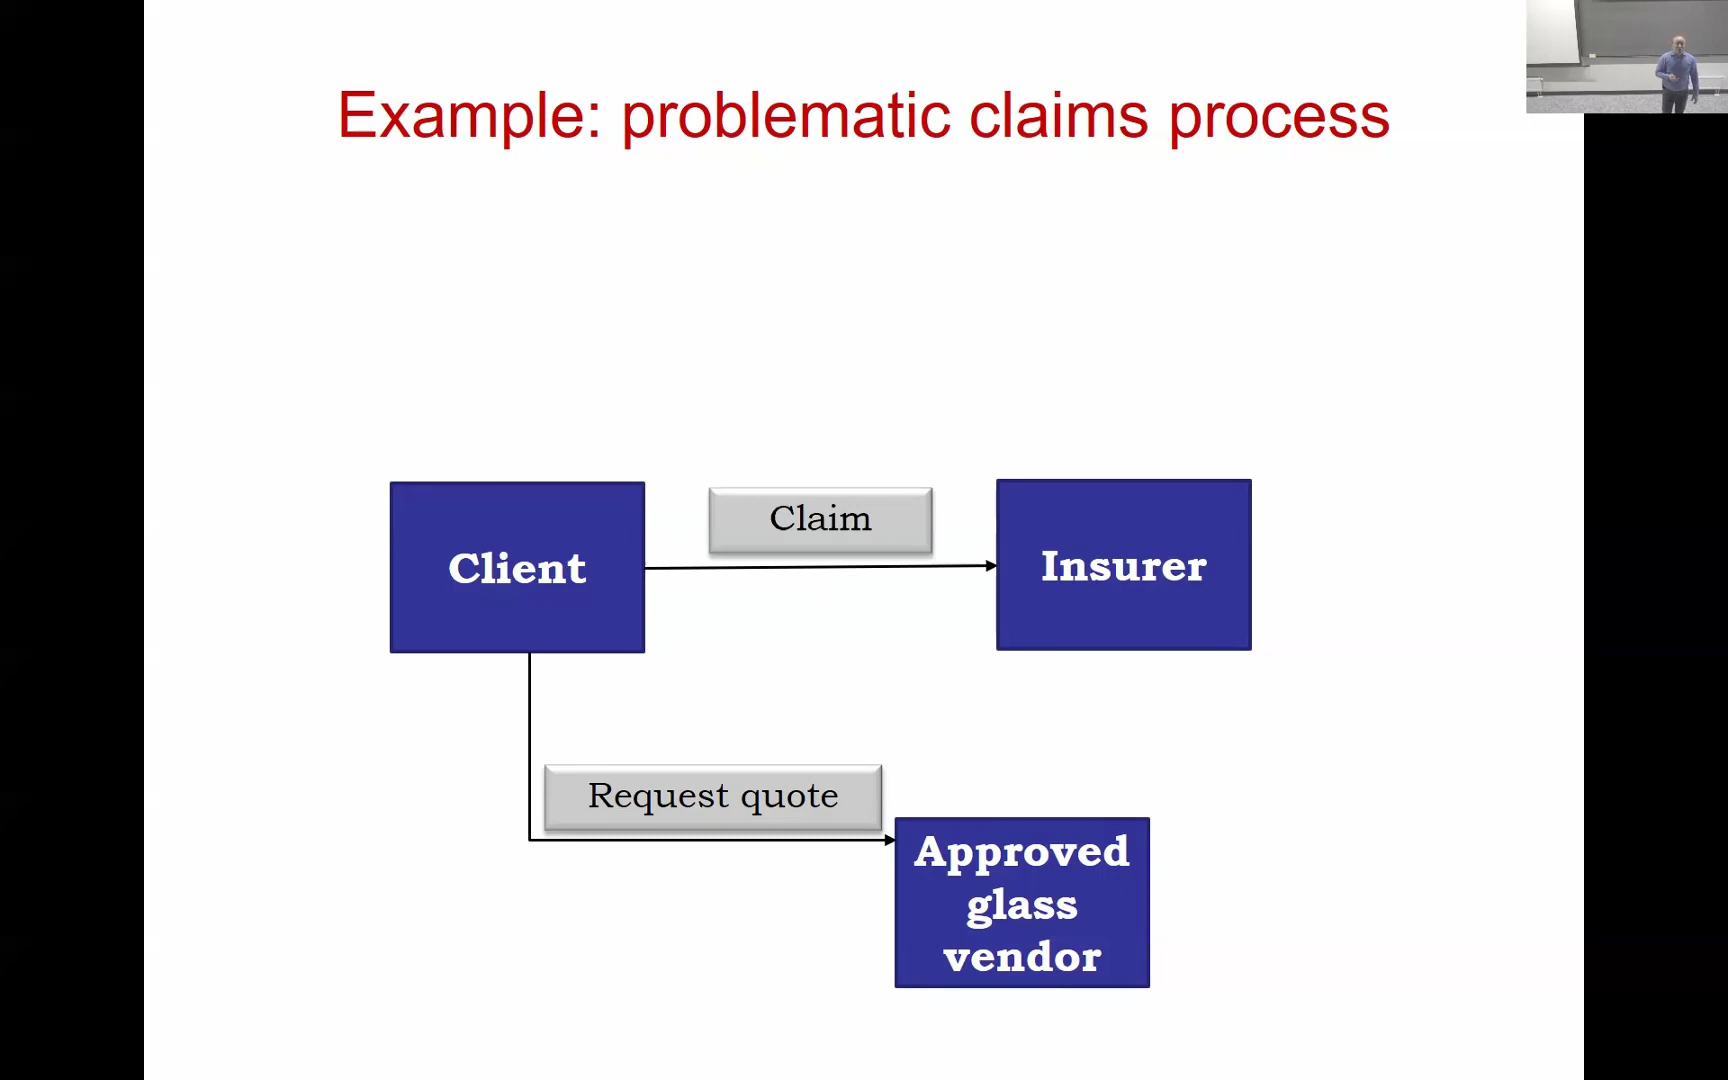 Example: problematic claims process
Claim
Client
Insurer
Request quote
Approved
glass
vendor